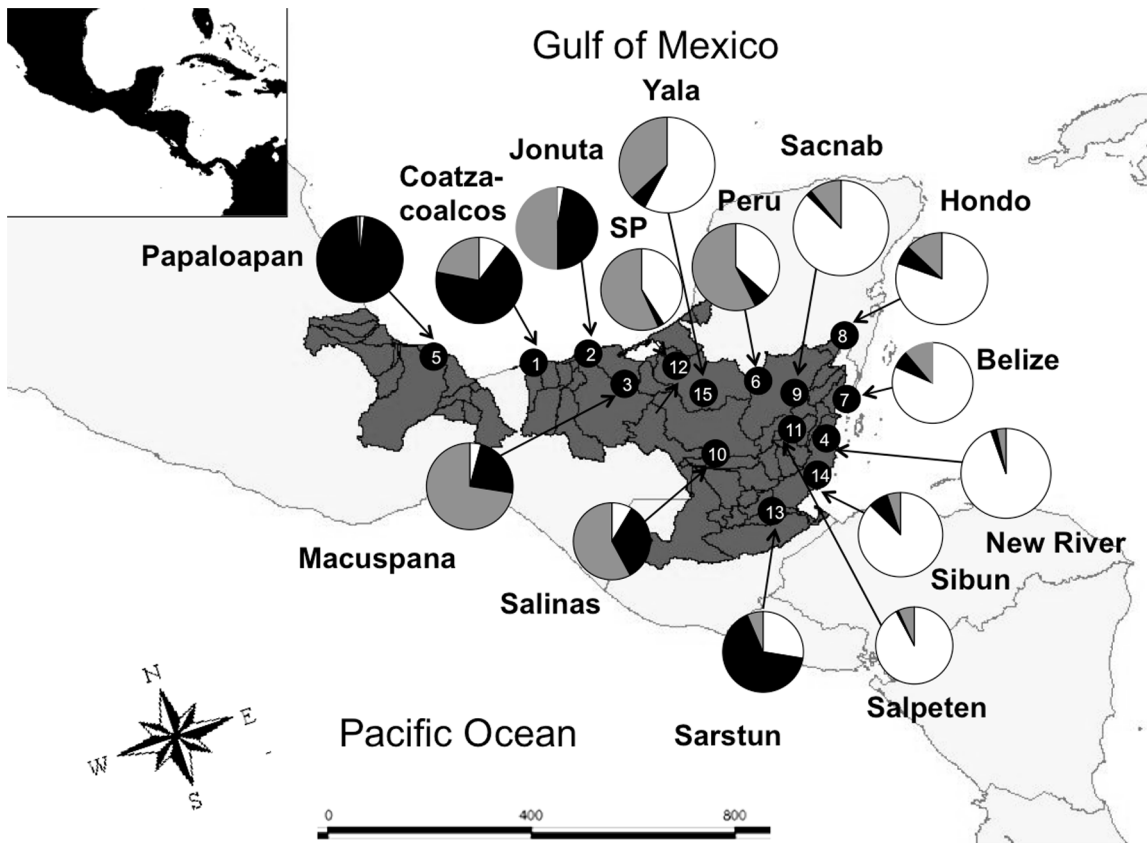 Gulf of Mexico
Yala
Jonuta
Sacnab
Coatza-
coalcos
SP
Peru
Hondo
Papaloapan
8
5
2
1
12
Belize
3
15
6
9
7
11
4
10
14
13
New River
Macuspana
Sibun
Salinas
N
Salpeten
E
Pacific Ocean
Sarstun
W
S
0
400
800